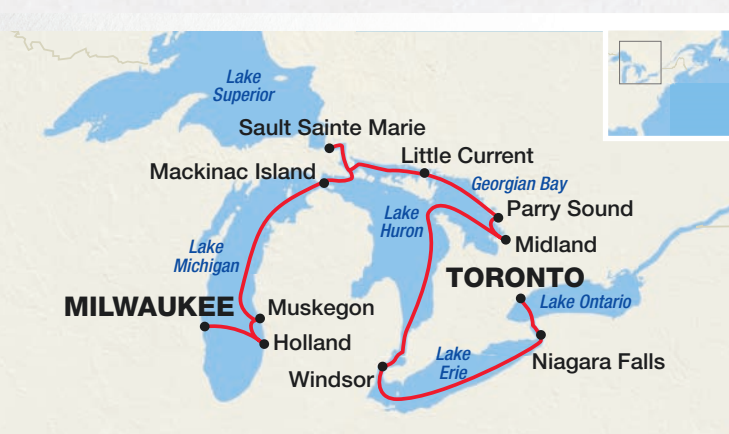 Lake
Superior
Sault Sainte Marie
Mackinac Island
Little Current
Georgian Bay
Parry Sound
Lake
Huron
Midland
Lake
Michigan
TORONTO
MILWAUKEE
Muskegon
Lake Ontario
Holland
Windsor
Lake
Erie
Niagara Falls